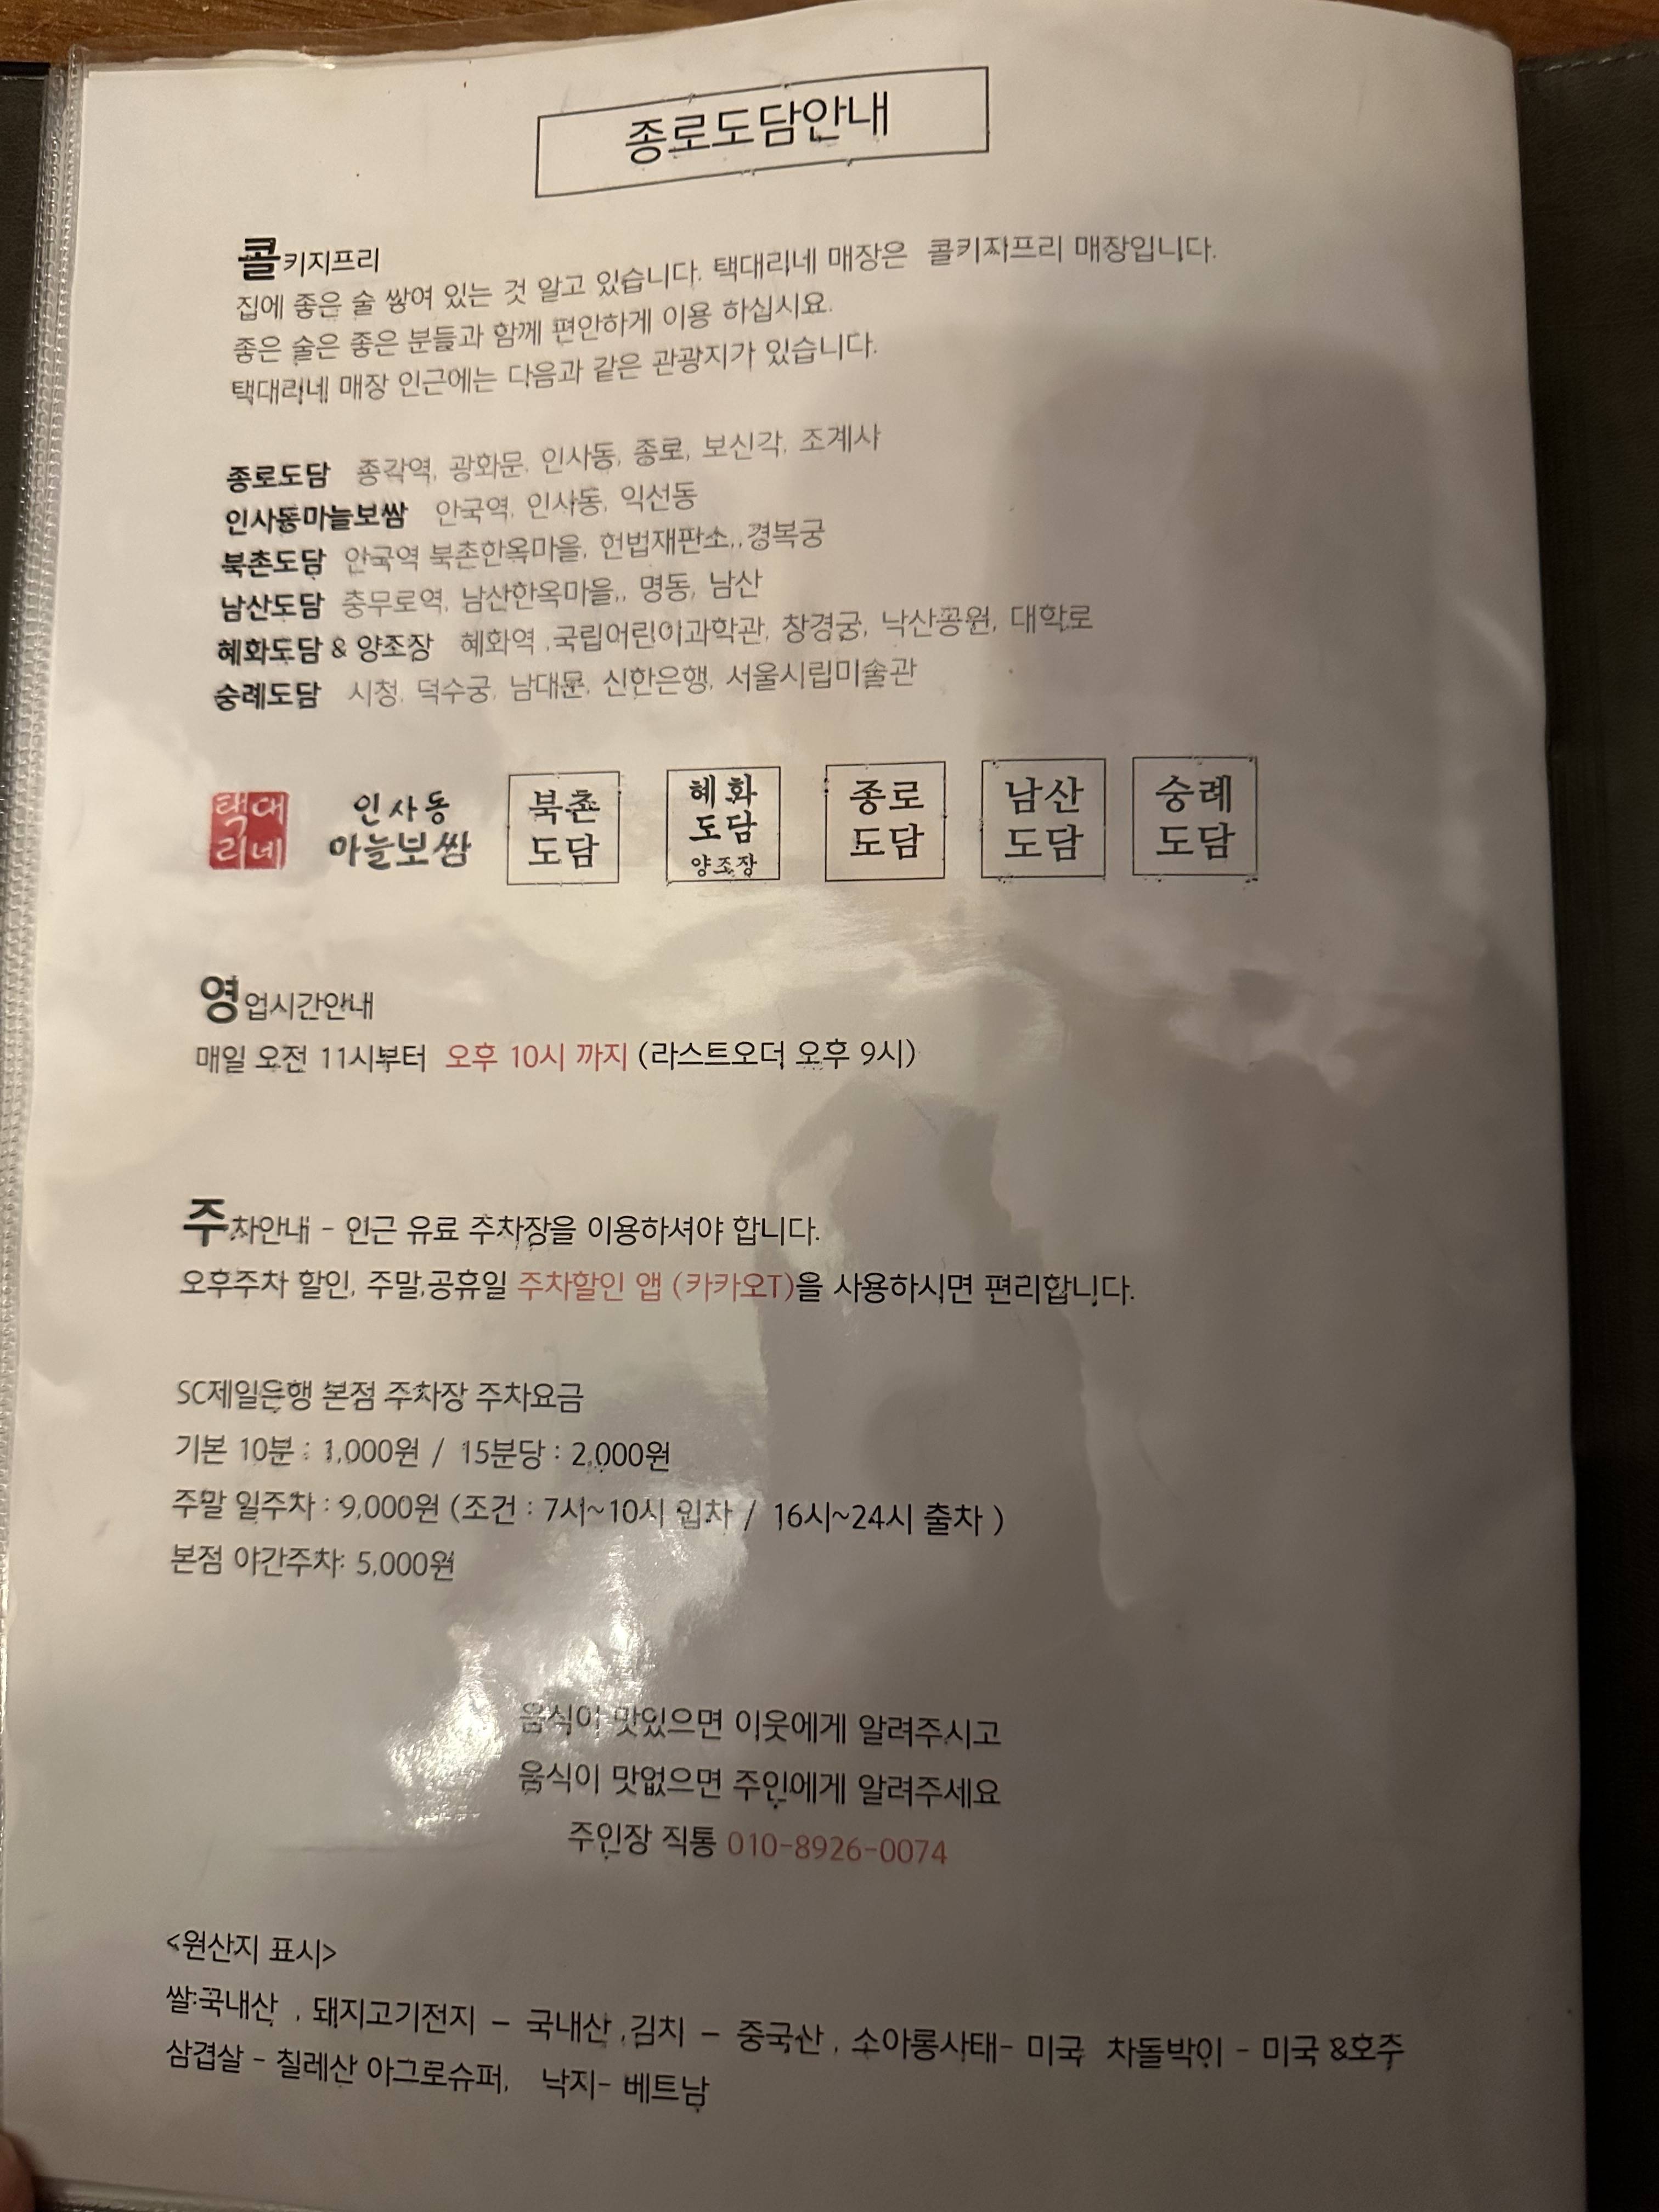 종로도담안내
콜키지프리
집에 좋은 술 쌓여 있는 것 알고 있습니다. 택대리네 매장은 콜키지프리 매장입니다.
좋은 술은 좋은 분들과 함께 편안하게 이용 하십시요.
택대리네 매장 인근에는 다음과 같은 관광지가 있습니다.
종로도담 종각역, 광화문, 인사동, 종로, 보신각, 조계사
인사동마늘보쌈 안국역, 인사동, 익선동
북촌도담 안국역 북촌한옥마을, 헌법재판소,,경복궁
남산도담 충무로역, 남산한옥마을,, 명동, 남산
혜화도담 & 양조장 혜화역 ,국립어린이과학관, 창경궁, 낙산공원, 대학로
숭례도담 시청, 덕수궁, 남대문, 신한은행, 서울시립미술관
택대리네
인사동 마늘보쌈
북촌 도담
혜화 도담 양조장
종로 도담
남산 도담
숭례 도담
영업시간안내
매일 오전 11시부터 오후 10시 까지 (라스트오더 오후 9시)
주차안내 - 인근 유료 주차장을 이용하셔야 합니다.
오후주차 할인, 주말,공휴일 주차할인 앱 (카카오T)을 사용하시면 편리합니다.
SC제일은행 본점 주차장 주차요금
기본 10분 : 1,000원 / 15분당 : 2,000원
주말 일주차 : 9,000원 (조건 : 7시~10시 입차 / 16시~24시 출차 )
본점 야간주차: 5,000원
음식이 맛있으면 이웃에게 알려주시고
음식이 맛없으면 주인에게 알려주세요
주인장 직통 010-8926-0074
<원산지 표시>
쌀:국내산 , 돼지고기전지 - 국내산 ,김치 - 중국산 , 소아롱사태- 미국 차돌박이 - 미국 &호주
삼겹살 - 칠레산 아그로슈퍼, 낙지- 베트남